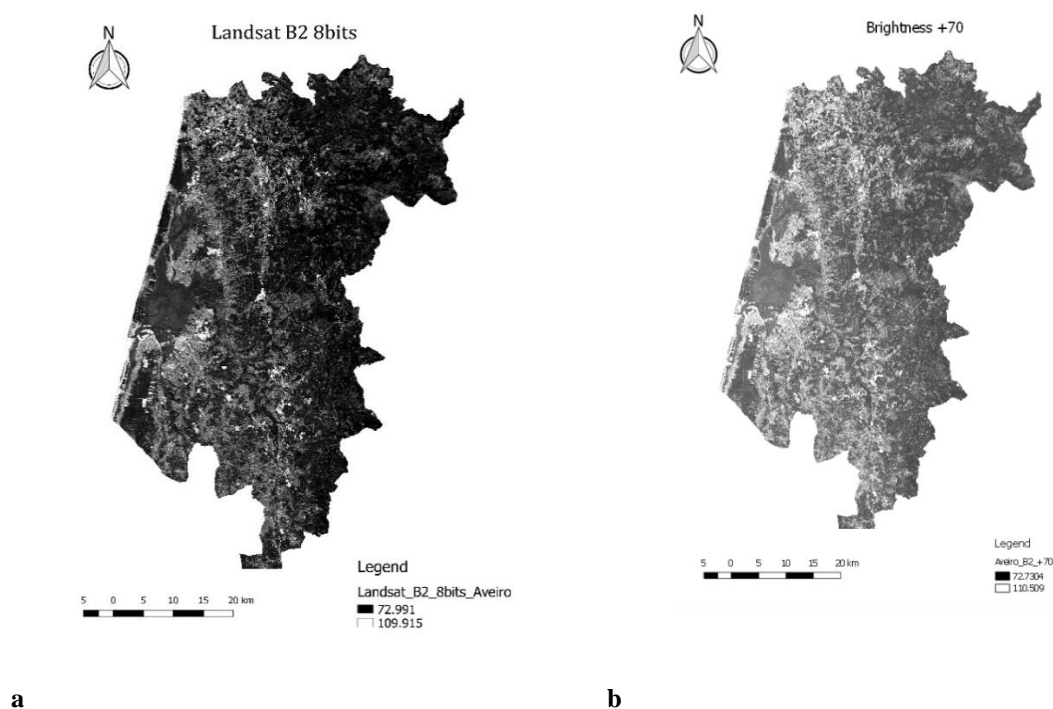 N
Landsat B2 8bits
Legend
Landsat_B2_8bits_Aveiro
72.991
109.915
5 0 5 10 15 20 km
a
N
Brightness +70
Legend
Aveiro_B2_+70
72.7304
110.509
5 0 5 10 15 20 km
b